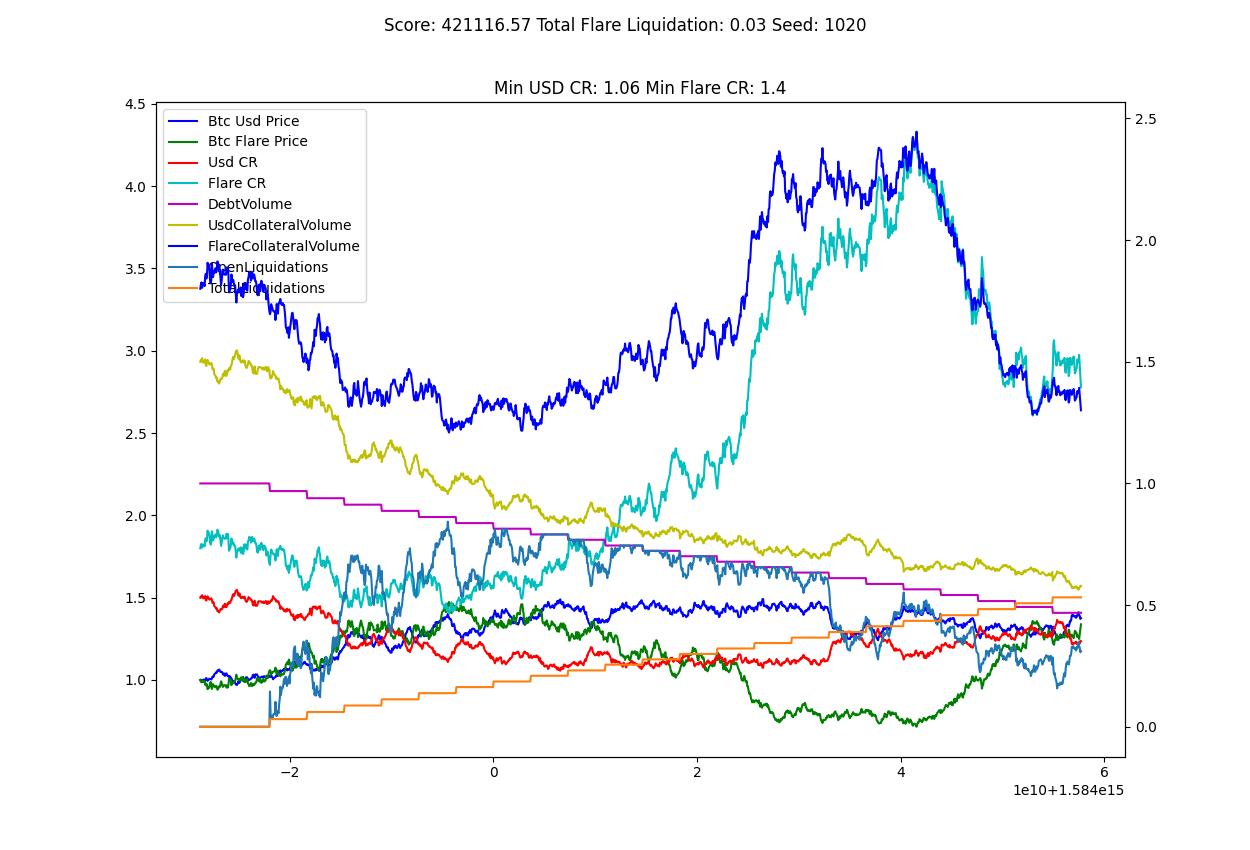 Score: 421116.57 Total Flare Liquidation: 0.03 Seed: 1020
Min USD CR: 1.06 Min Flare CR: 1.4
4.5
4.0
3.5
3.0
2.5
2.0
1.5
1.0
Btc Usd Price
Btc Flare Price
Usd CR
Flare CR
DebtVolume
UsdCollateralVolume
FlareCollateralVolume
OpenLiquidations
TotalLiquidations
2.5
2.0
1.5
1.0
0.5
0.0
−2
0
2
4
6
1e10+1.584e15